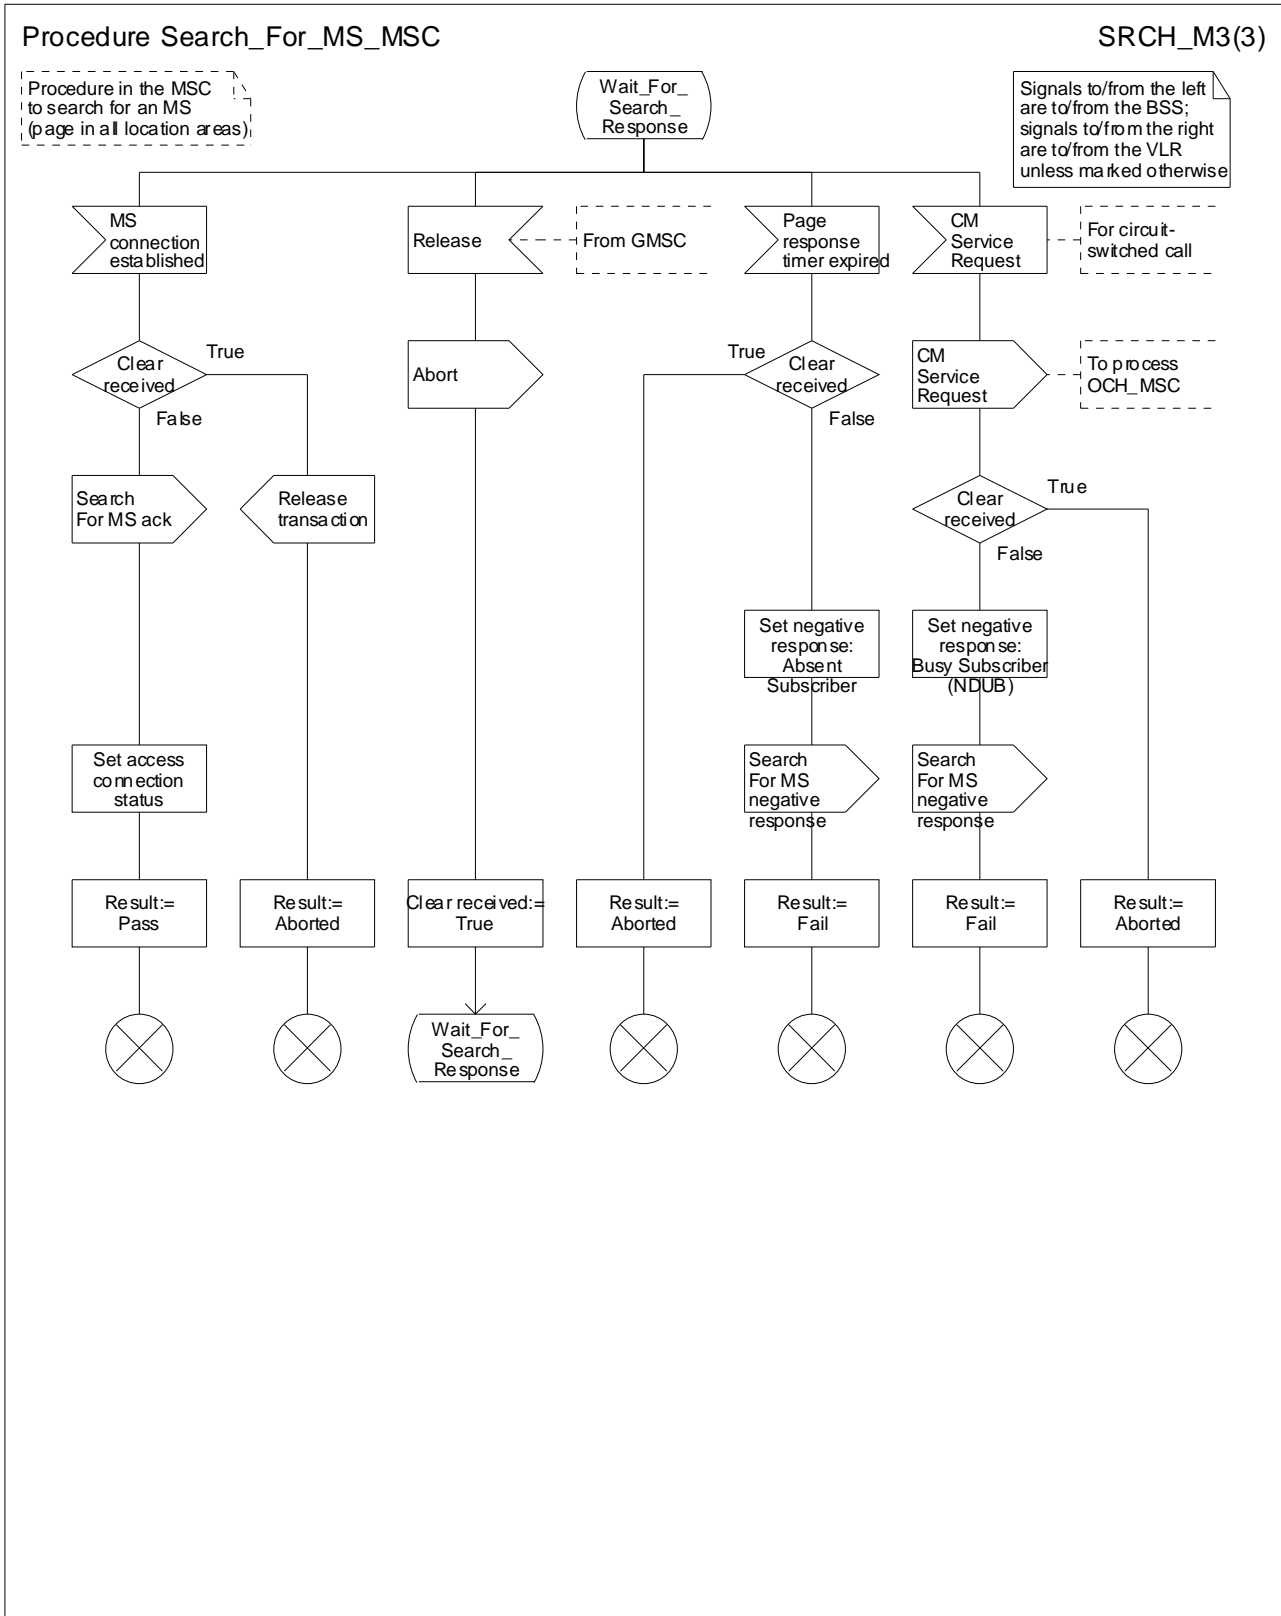 Procedure Search_For_MS_MSC
SRCH_M3(3)
Procedure in the MSC
to search for an MS
(page in all location areas)
Wait_For_
Search_
Response
Signals to/from the left
are to/from the BSS;
signals to/from the right
are to/from the VLR
unless marked otherwise
MS
connection
established
Release
From GMSC
Page
response
timer expired
CM
Service
Request
For circuit-
switched call
Clear
received
True
False
Abort
True
Clear
received
False
CM
Service
Request
To process
OCH_MSC
Search
For MS ack
Release
transaction
Clear
received
True
False
Set negative
response:
Absent
Subscriber
Set negative
response:
Busy Subscriber
(NDUB)
Set access
connection
status
Search
For MS
negative
response
Search
For MS
negative
response
Result:=
Pass
Result:=
Aborted
Clear received:=
True
Result:=
Aborted
Result:=
Fail
Result:=
Fail
Result:=
Aborted
Wait_For_
Search_
Response